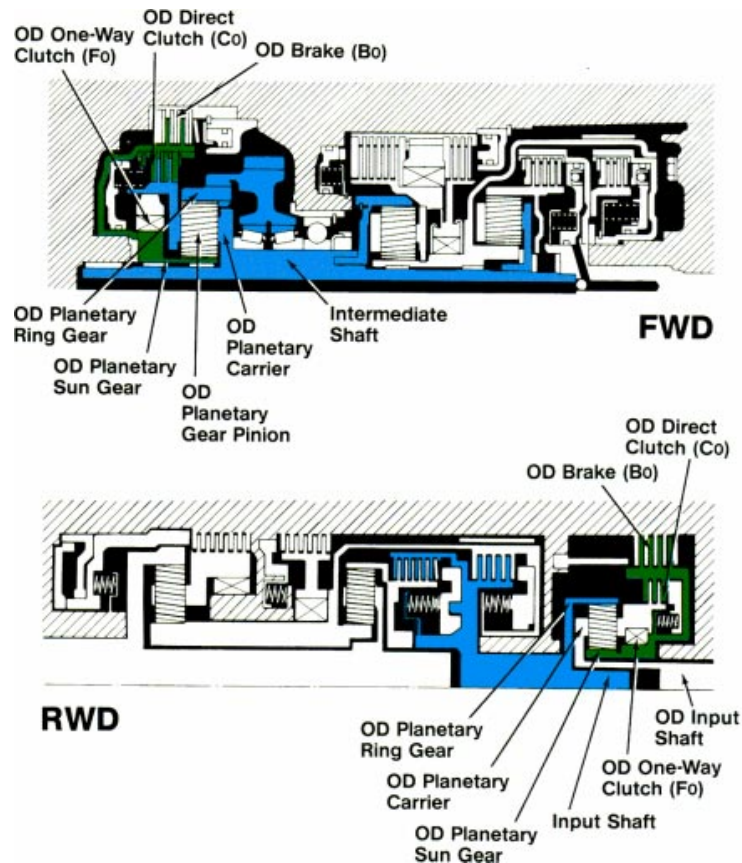 OD One-Way
Clutch (F0)
OD Direct
Clutch (C0)
OD Brake (B0)
OD Planetary
Ring Gear
OD Planetary
Sun Gear
OD
Planetary
Gear Pinion
OD
Planetary
Carrier
Intermediate
Shaft
FWD
OD Direct
Clutch (C0)
OD Brake (B0)
RWD
OD Planetary
Ring Gear
OD Planetary
Carrier
OD Planetary
Sun Gear
Input Shaft
OD One-Way
Clutch (F0)
OD Input
Shaft